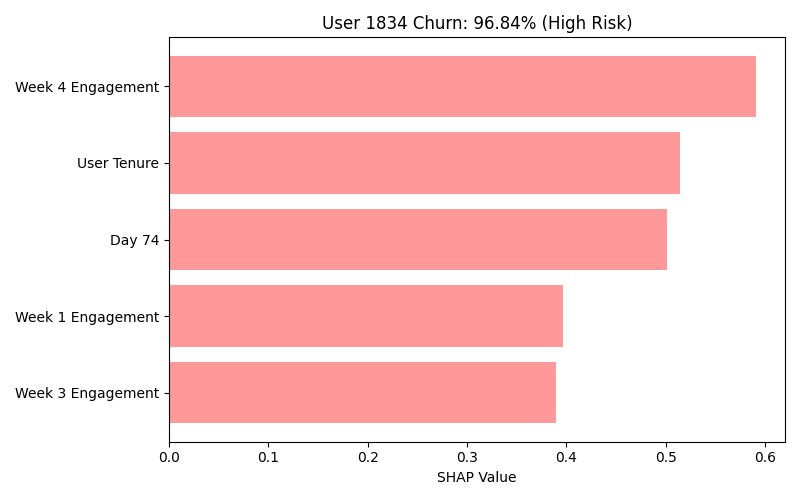 User 1834 Churn: 96.84% (High Risk)
Week 4 Engagement
User Tenure
Day 74
Week 1 Engagement
Week 3 Engagement
0.0 0.1 0.2 0.3 0.4 0.5 0.6
SHAP Value